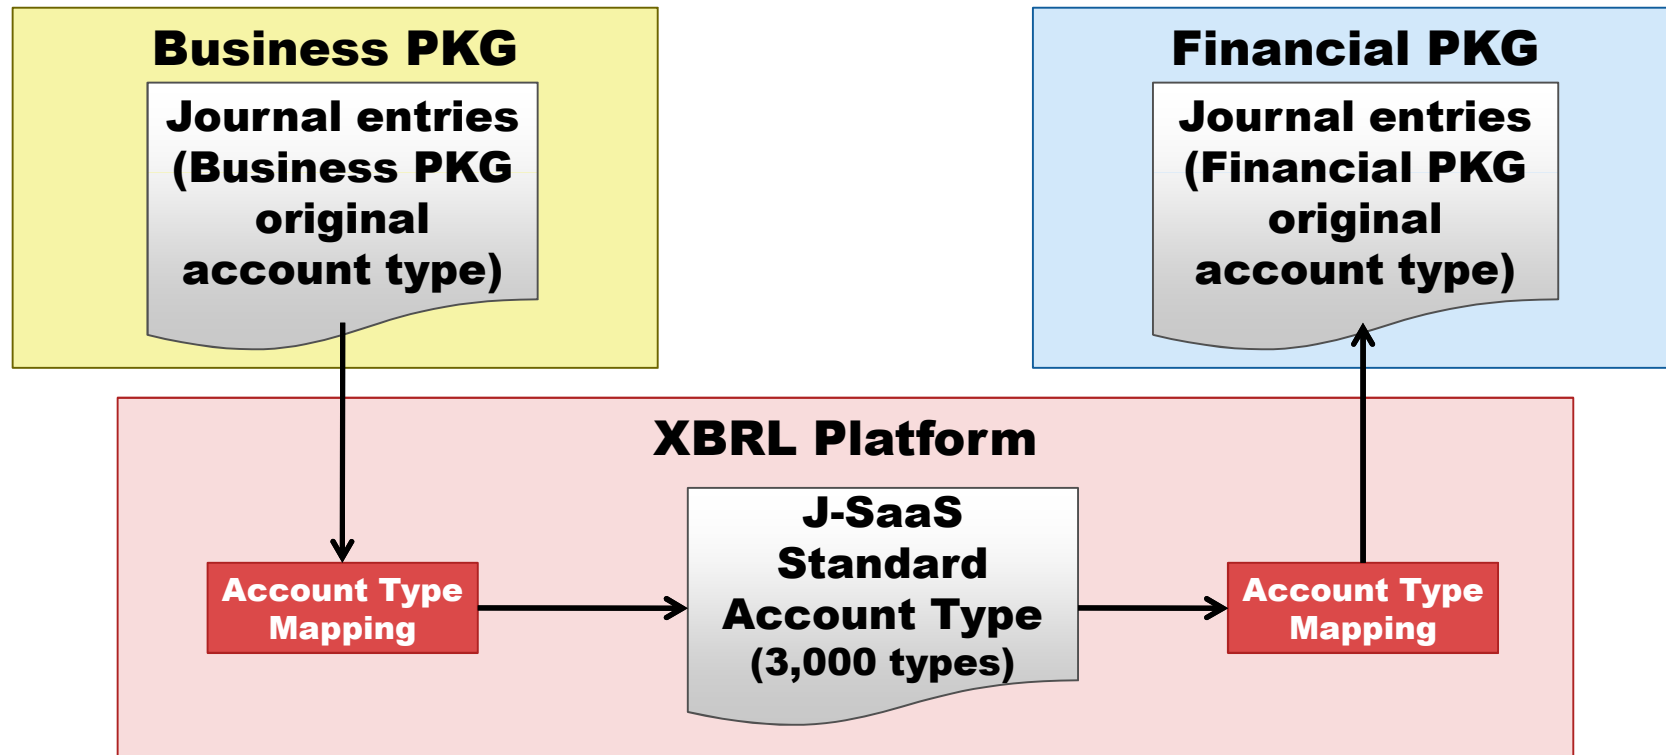 Business PKG
Journal entries
(Business PKG
original
account type)
Financial PKG
Journal entries
(Financial PKG
original
account type)
XBRL Platform
Account Type
Mapping
J-SaaS
Standard
Account Type
(3,000 types)
Account Type
Mapping